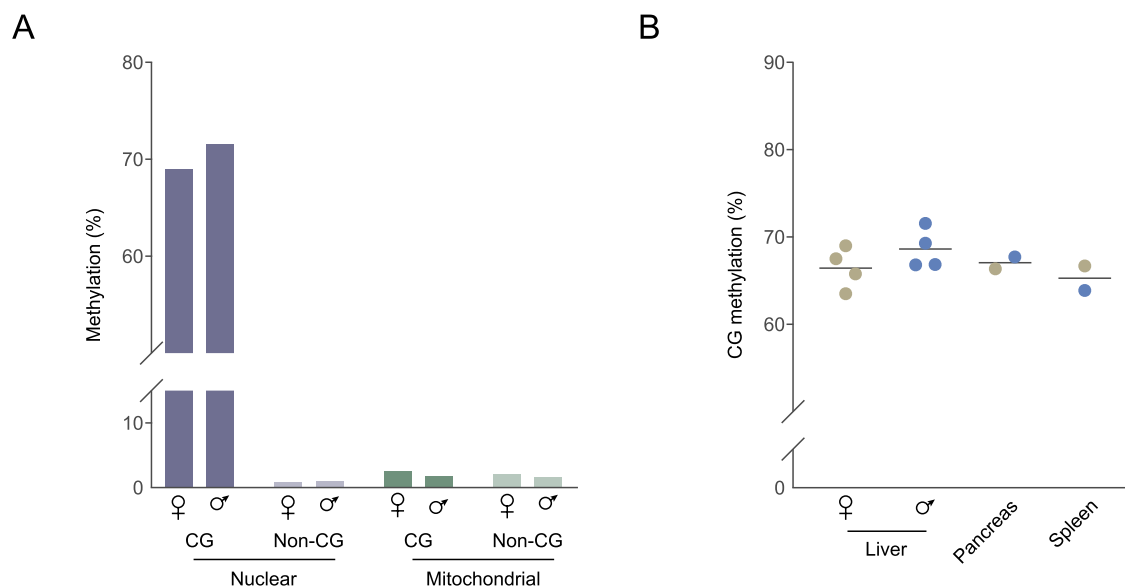 A
Methylation (%)
80
70
60
10
0
♀ ♂ ♀ ♂ ♀ ♂ ♀ ♂
CG Non-CG CG Non-CG
Nuclear Mitochondrial
B
CG methylation (%)
90
80
70
60
0
♀ ♂
Liver
Pancreas
Spleen